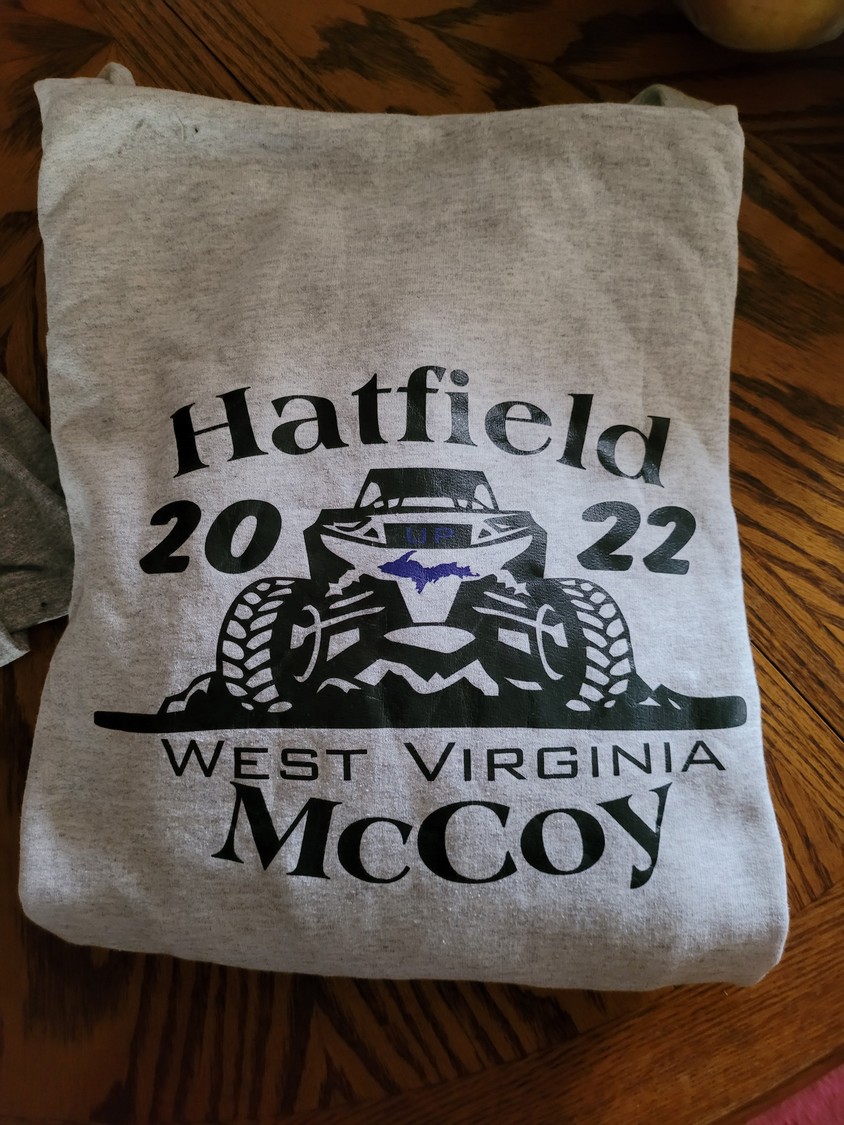 Hatfield
20 22
UP
West Virginia
McCoy